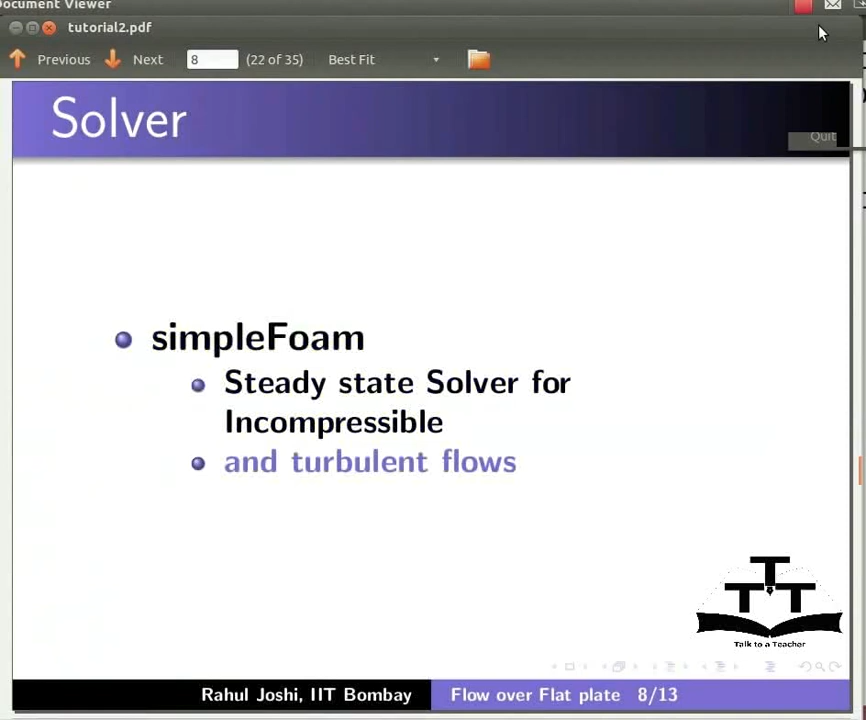 Document Viewer
tutorial2.pdf
Previous Next 8 (22 of 35) Best Fit
Solver
Quit
simpleFoam
Steady state Solver for
Incompressible
and turbulent flows
T
T T
Talk to a Teacher
Rahul Joshi, IIT Bombay Flow over Flat plate 8/13